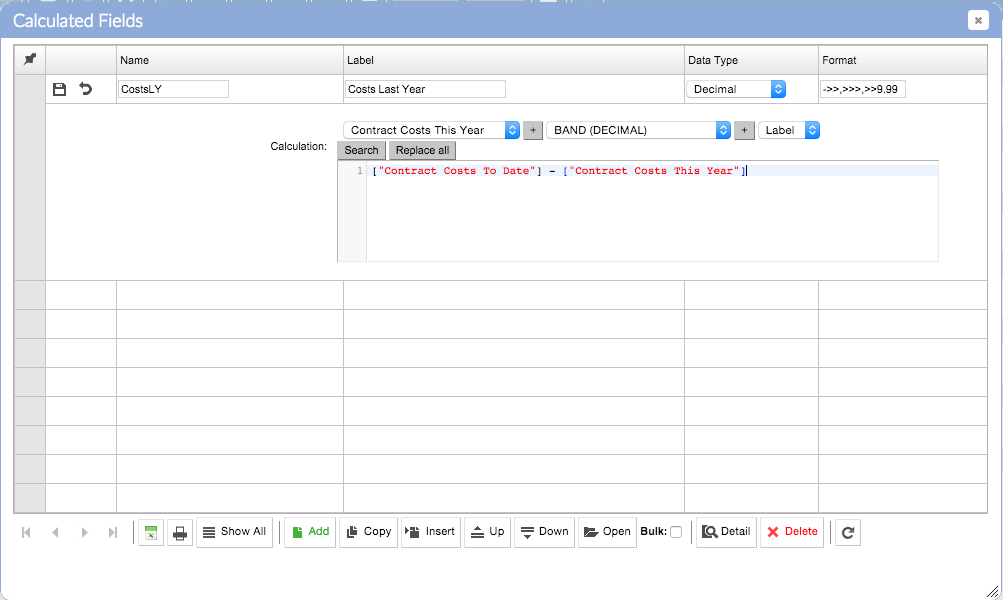 Calculated Fields
Name Label Data Type Format
CostsLY Costs Last Year Decimal ->>,>>>,>>9.99
Contract Costs This Year + BAND (DECIMAL) + Label
Calculation: Search Replace all
1 ["Contract Costs To Date"] - ["Contract Costs This Year"]
Show All Add Copy Insert Up Down Open Bulk: Detail Delete